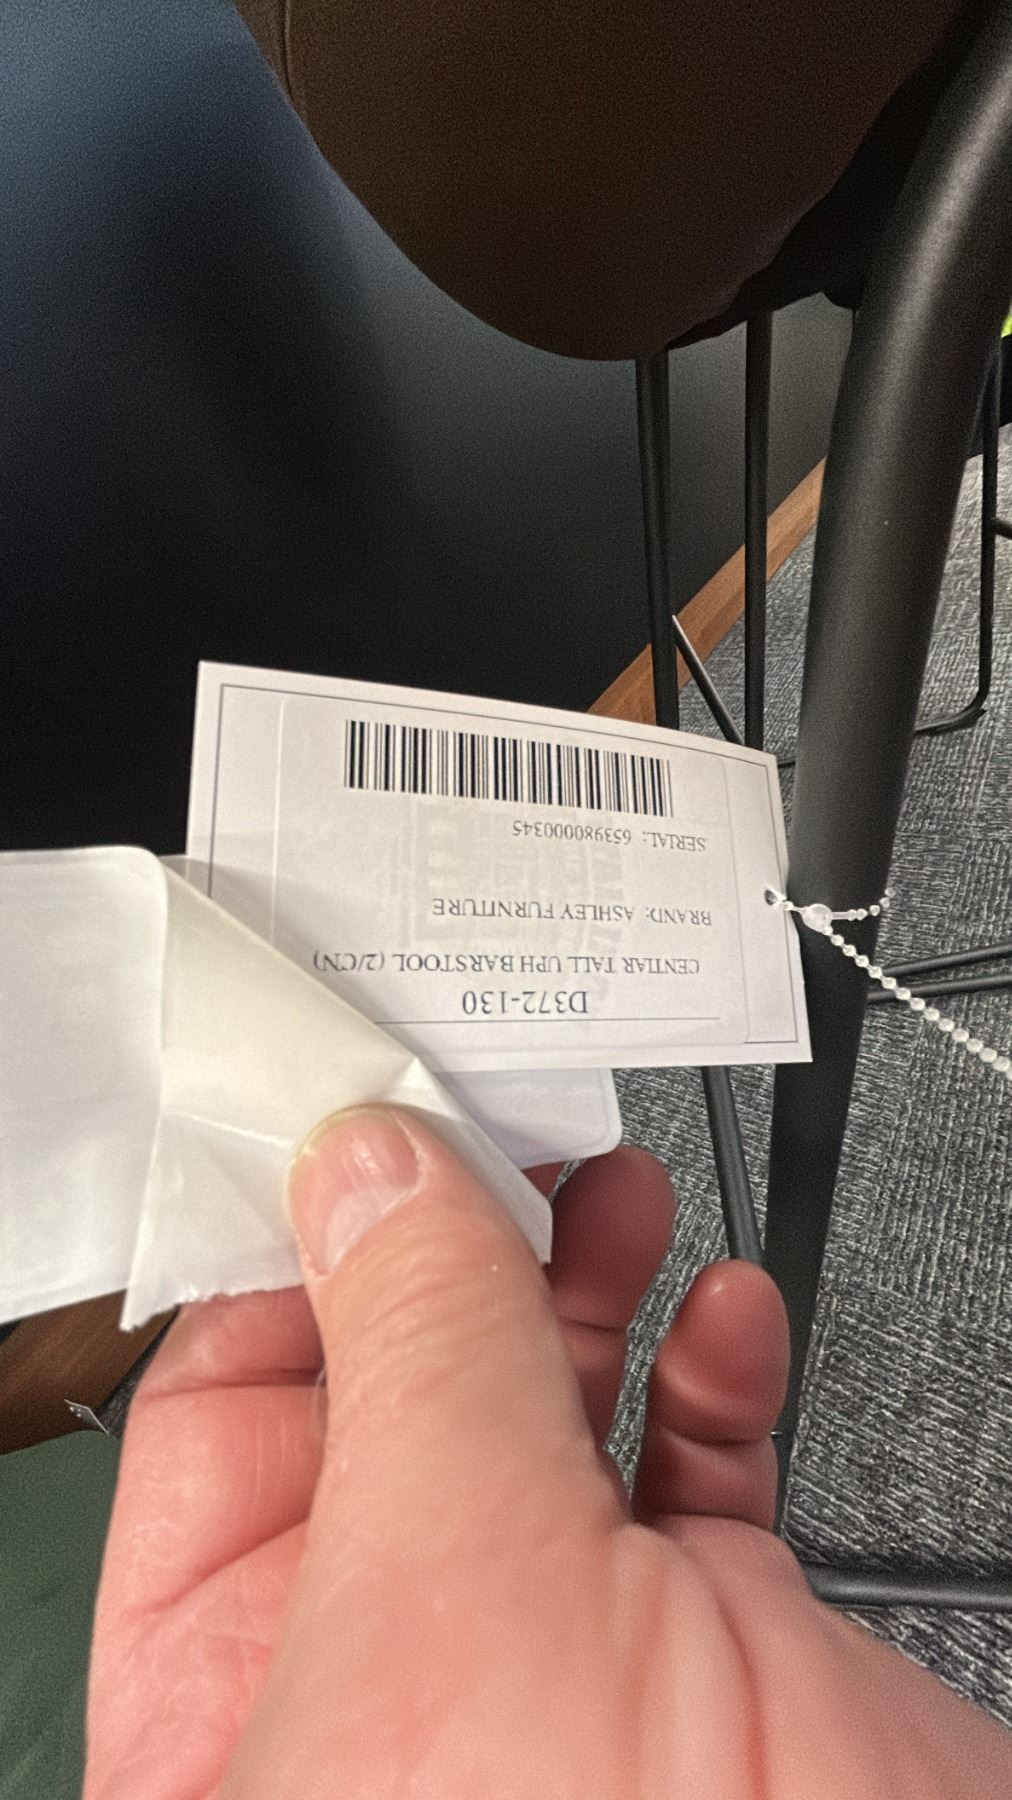 D372-130
CENTIAR TALL UPH BARSTOOL (2/CN)
BRAND: ASHLEY FURNITURE
SERIAL: 653980000345